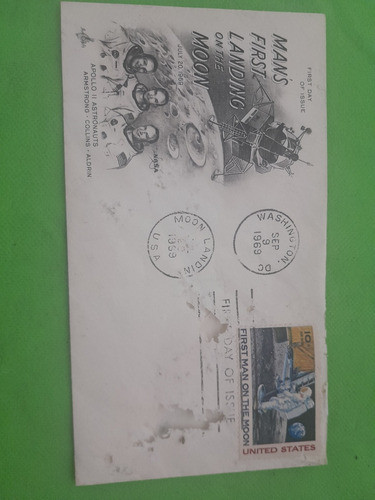 FIRST DAY
OF ISSUE
MAN'S
FIRST
LANDING
ON THE
MOON
JULY 20, 1969
NASA
APOLLO 11 ASTRONAUTS
ARMSTRONG - COLLINS - ALDRIN
WASHINGTON, DC
SEP
9
1969
MOON LANDIN
1969
USA
FIRST DAY OF ISSUE
10¢
FIRST MAN ON THE MOON
UNITED STATES